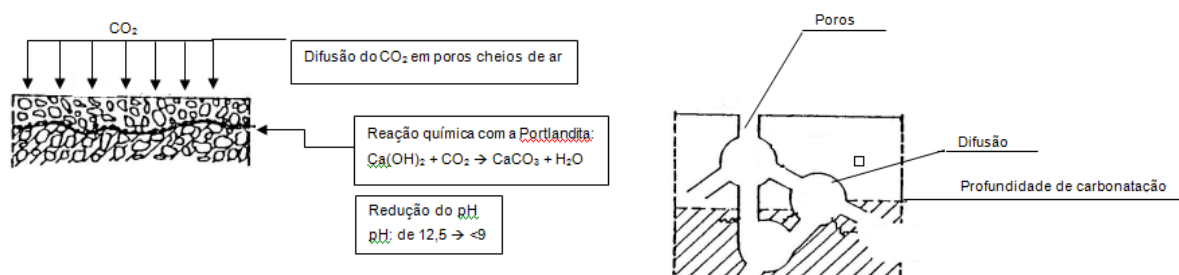 CO₂
Difusão do CO₂ em poros cheios de ar
Reação química com a Portlandita:
Ca(OH)₂ + CO₂ → CaCO₃ + H₂O
Redução do pH
pH: de 12,5 → <9
Poros
Difusão
Profundidade de carbonatação